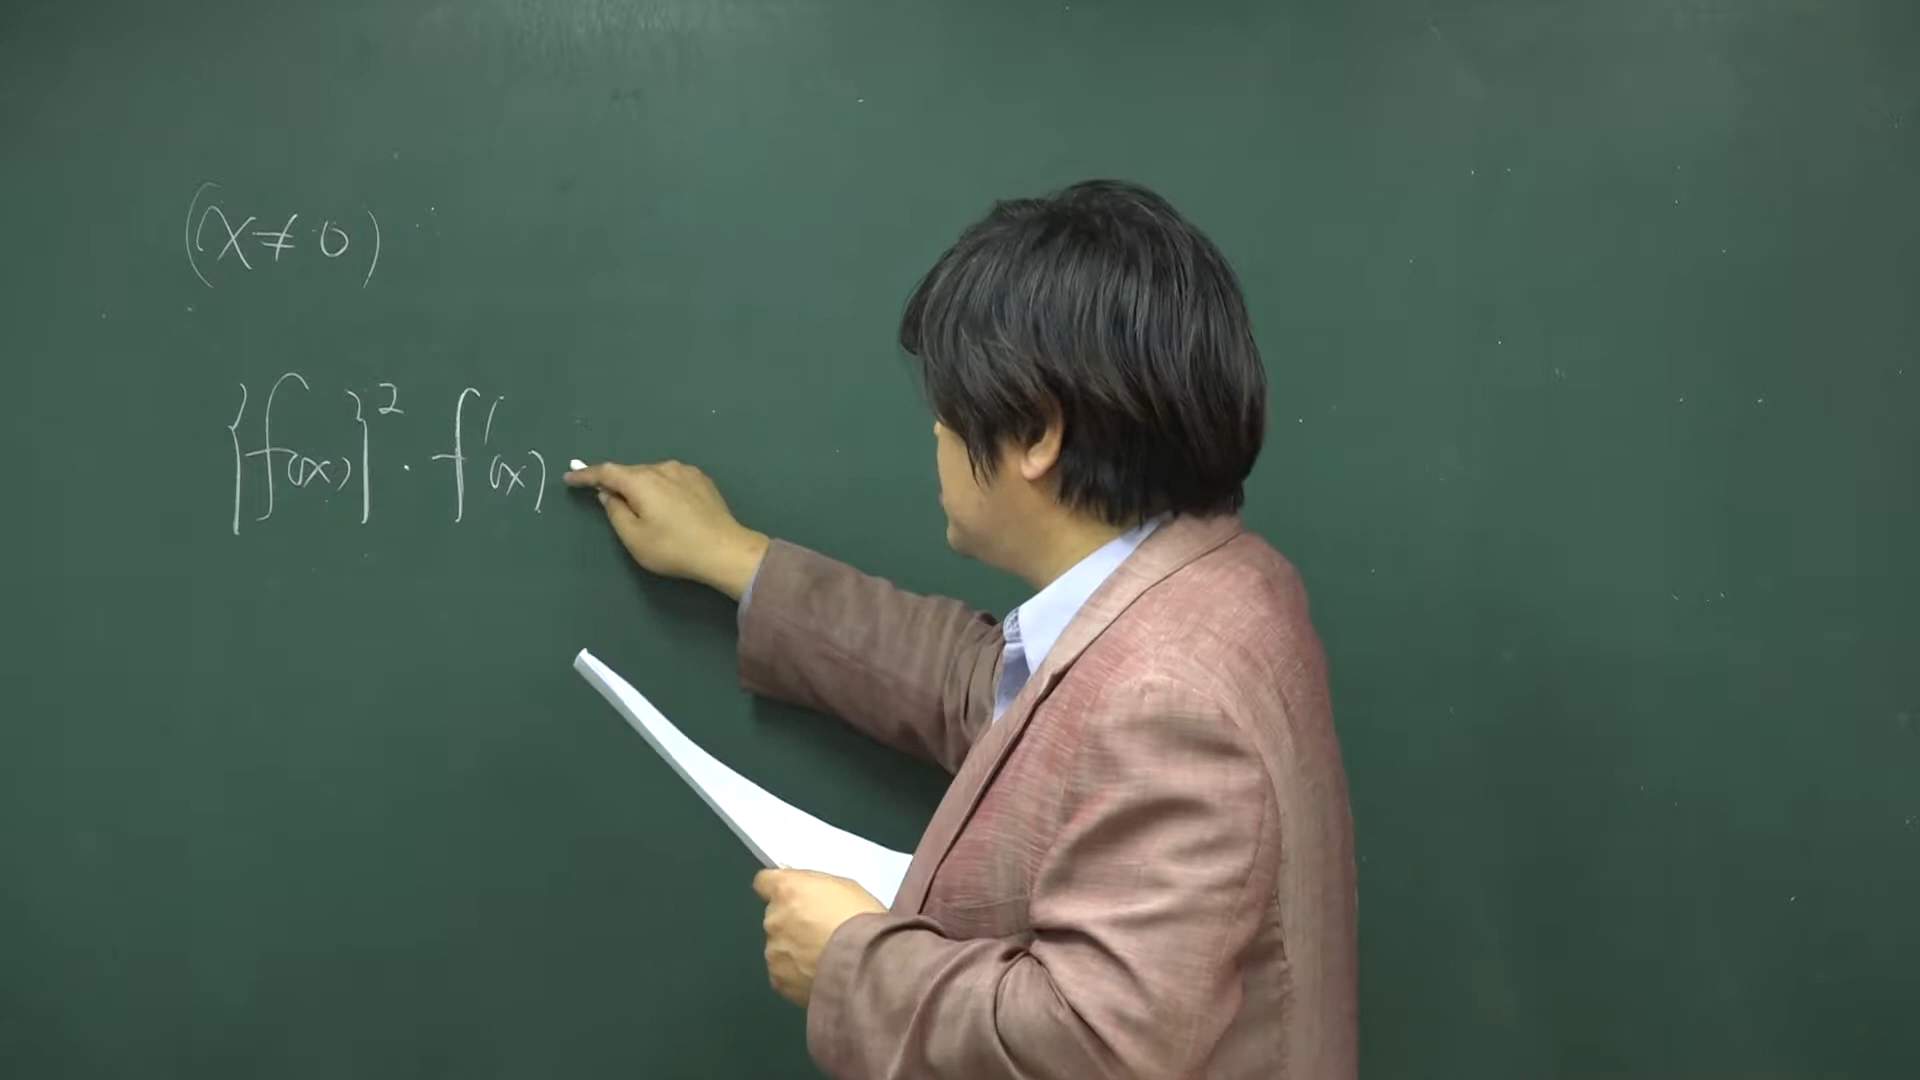 (x≠0)
{f(x)}² · f'(x)